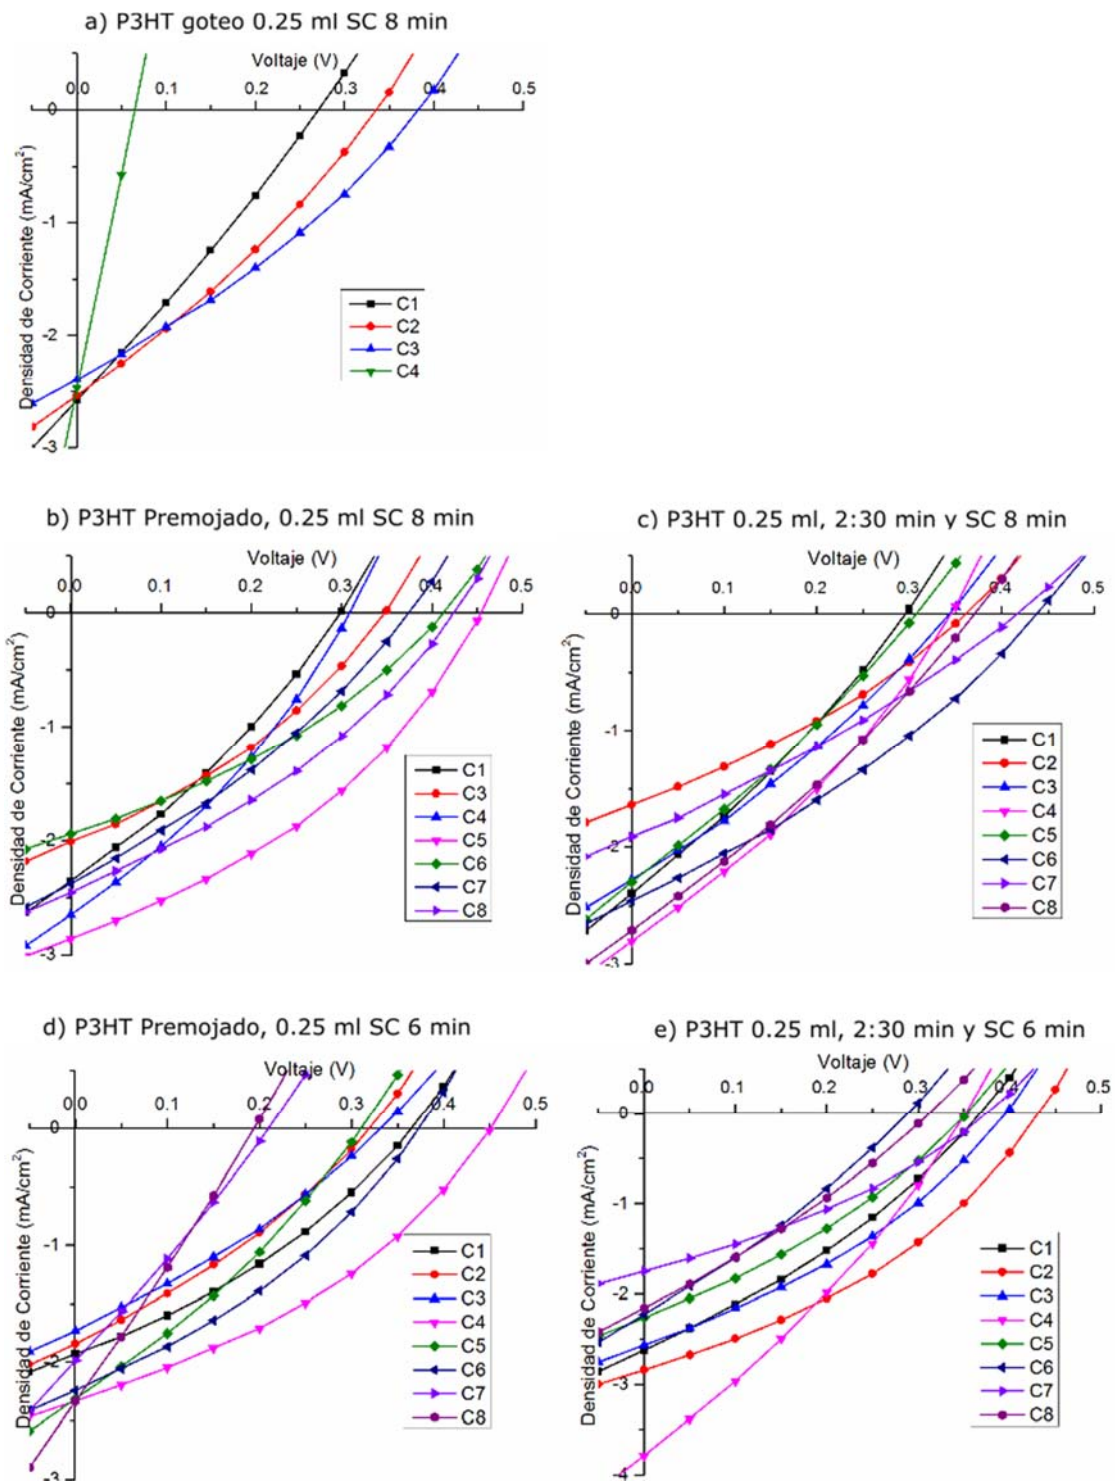 a) P3HT goteo 0.25 ml SC 8 min
Voltaje (V)
0.0 0.1 0.2 0.3 0.4 0.5
0
-1
-2
-3
Densidad de Corriente (mA/cm²)
C1
C2
C3
C4
b) P3HT Premojado, 0.25 ml SC 8 min
Voltaje (V)
0.0 0.1 0.2 0.3 0.4 0.5
0
-1
-2
-3
Densidad de Corriente (mA/cm²)
C1
C3
C4
C5
C6
C7
C8
c) P3HT 0.25 ml, 2:30 min y SC 8 min
Voltaje (V)
0.0 0.1 0.2 0.3 0.4 0.5
0
-1
-2
-3
Densidad de Corriente (mA/cm²)
C1
C2
C3
C4
C5
C6
C7
C8
d) P3HT Premojado, 0.25 ml SC 6 min
Voltaje (V)
0.0 0.1 0.2 0.3 0.4 0.5
0
-1
-2
-3
Densidad de Corriente (mA/cm²)
C1
C2
C3
C4
C5
C6
C7
C8
e) P3HT 0.25 ml, 2:30 min y SC 6 min
Voltaje (V)
0.0 0.1 0.2 0.3 0.4 0.5
0
-1
-2
-3
-4
Densidad de Corriente (mA/cm²)
C1
C2
C3
C4
C5
C6
C7
C8